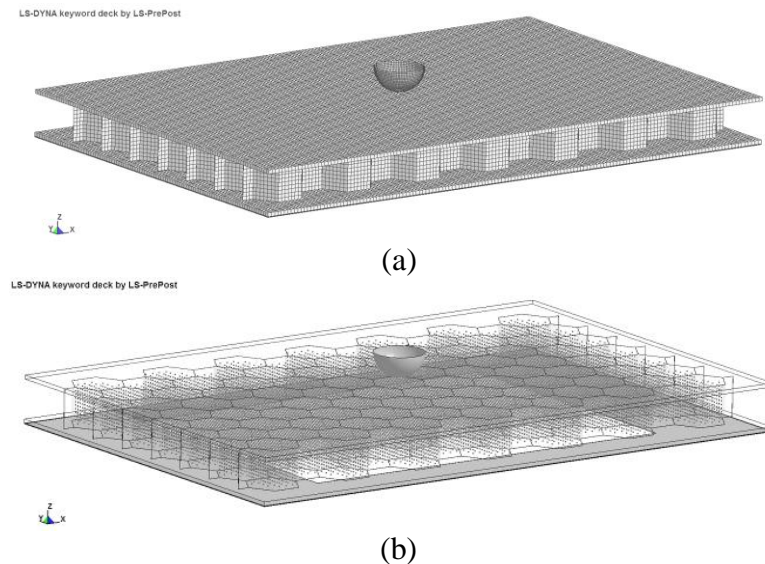 LS-DYNA keyword deck by LS-PrePost
Z
Y X
(a)
LS-DYNA keyword deck by LS-PrePost
Z
Y X
(b)